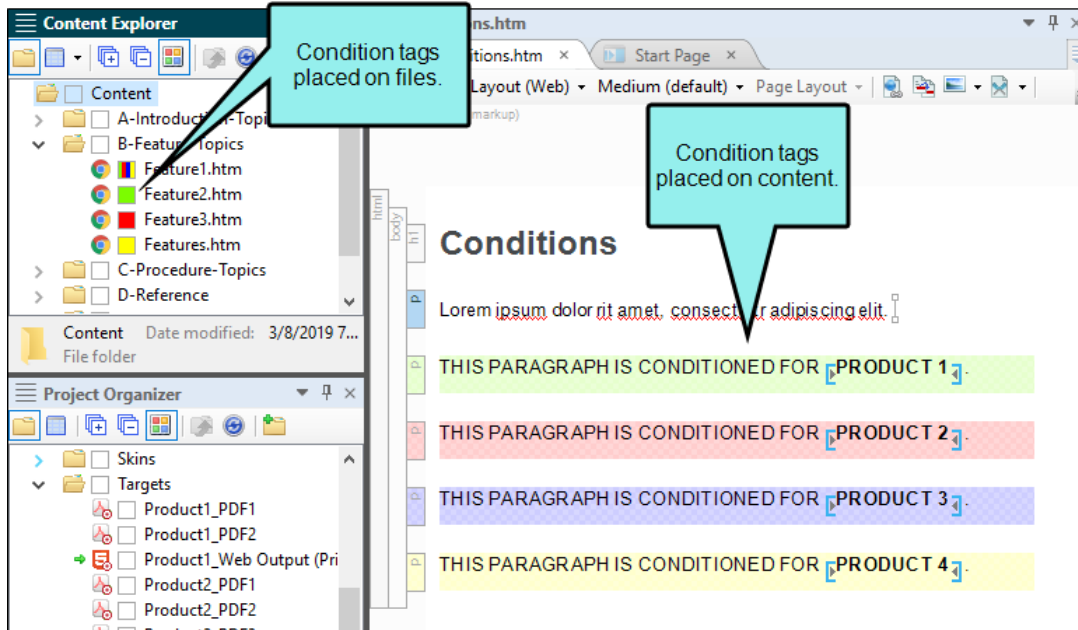 Content Explorer
Content
A-Introduction-Topi
B-Feature-Topics
Feature1.htm
Feature2.htm
Feature3.htm
Features.htm
C-Procedure-Topics
D-Reference
Content Date modified: 3/8/2019 7...
File folder
Project Organizer
Skins
Targets
Product1_PDF1
Product1_PDF2
Product1_Web Output (Pri
Product2_PDF1
Product2_PDF2
Condition tags
placed on files.
ns.htm
itions.htm Start Page
Layout (Web) Medium (default) Page Layout
markup)
Condition tags
placed on content.
html
body
h1
Conditions
p
Lorem ipsum dolor rit amet, consectetur adipiscing elit.
p
THIS PARAGRAPH IS CONDITIONED FOR PRODUCT 1 .
p
THIS PARAGRAPH IS CONDITIONED FOR PRODUCT 2 .
p
THIS PARAGRAPH IS CONDITIONED FOR PRODUCT 3 .
p
THIS PARAGRAPH IS CONDITIONED FOR PRODUCT 4 .